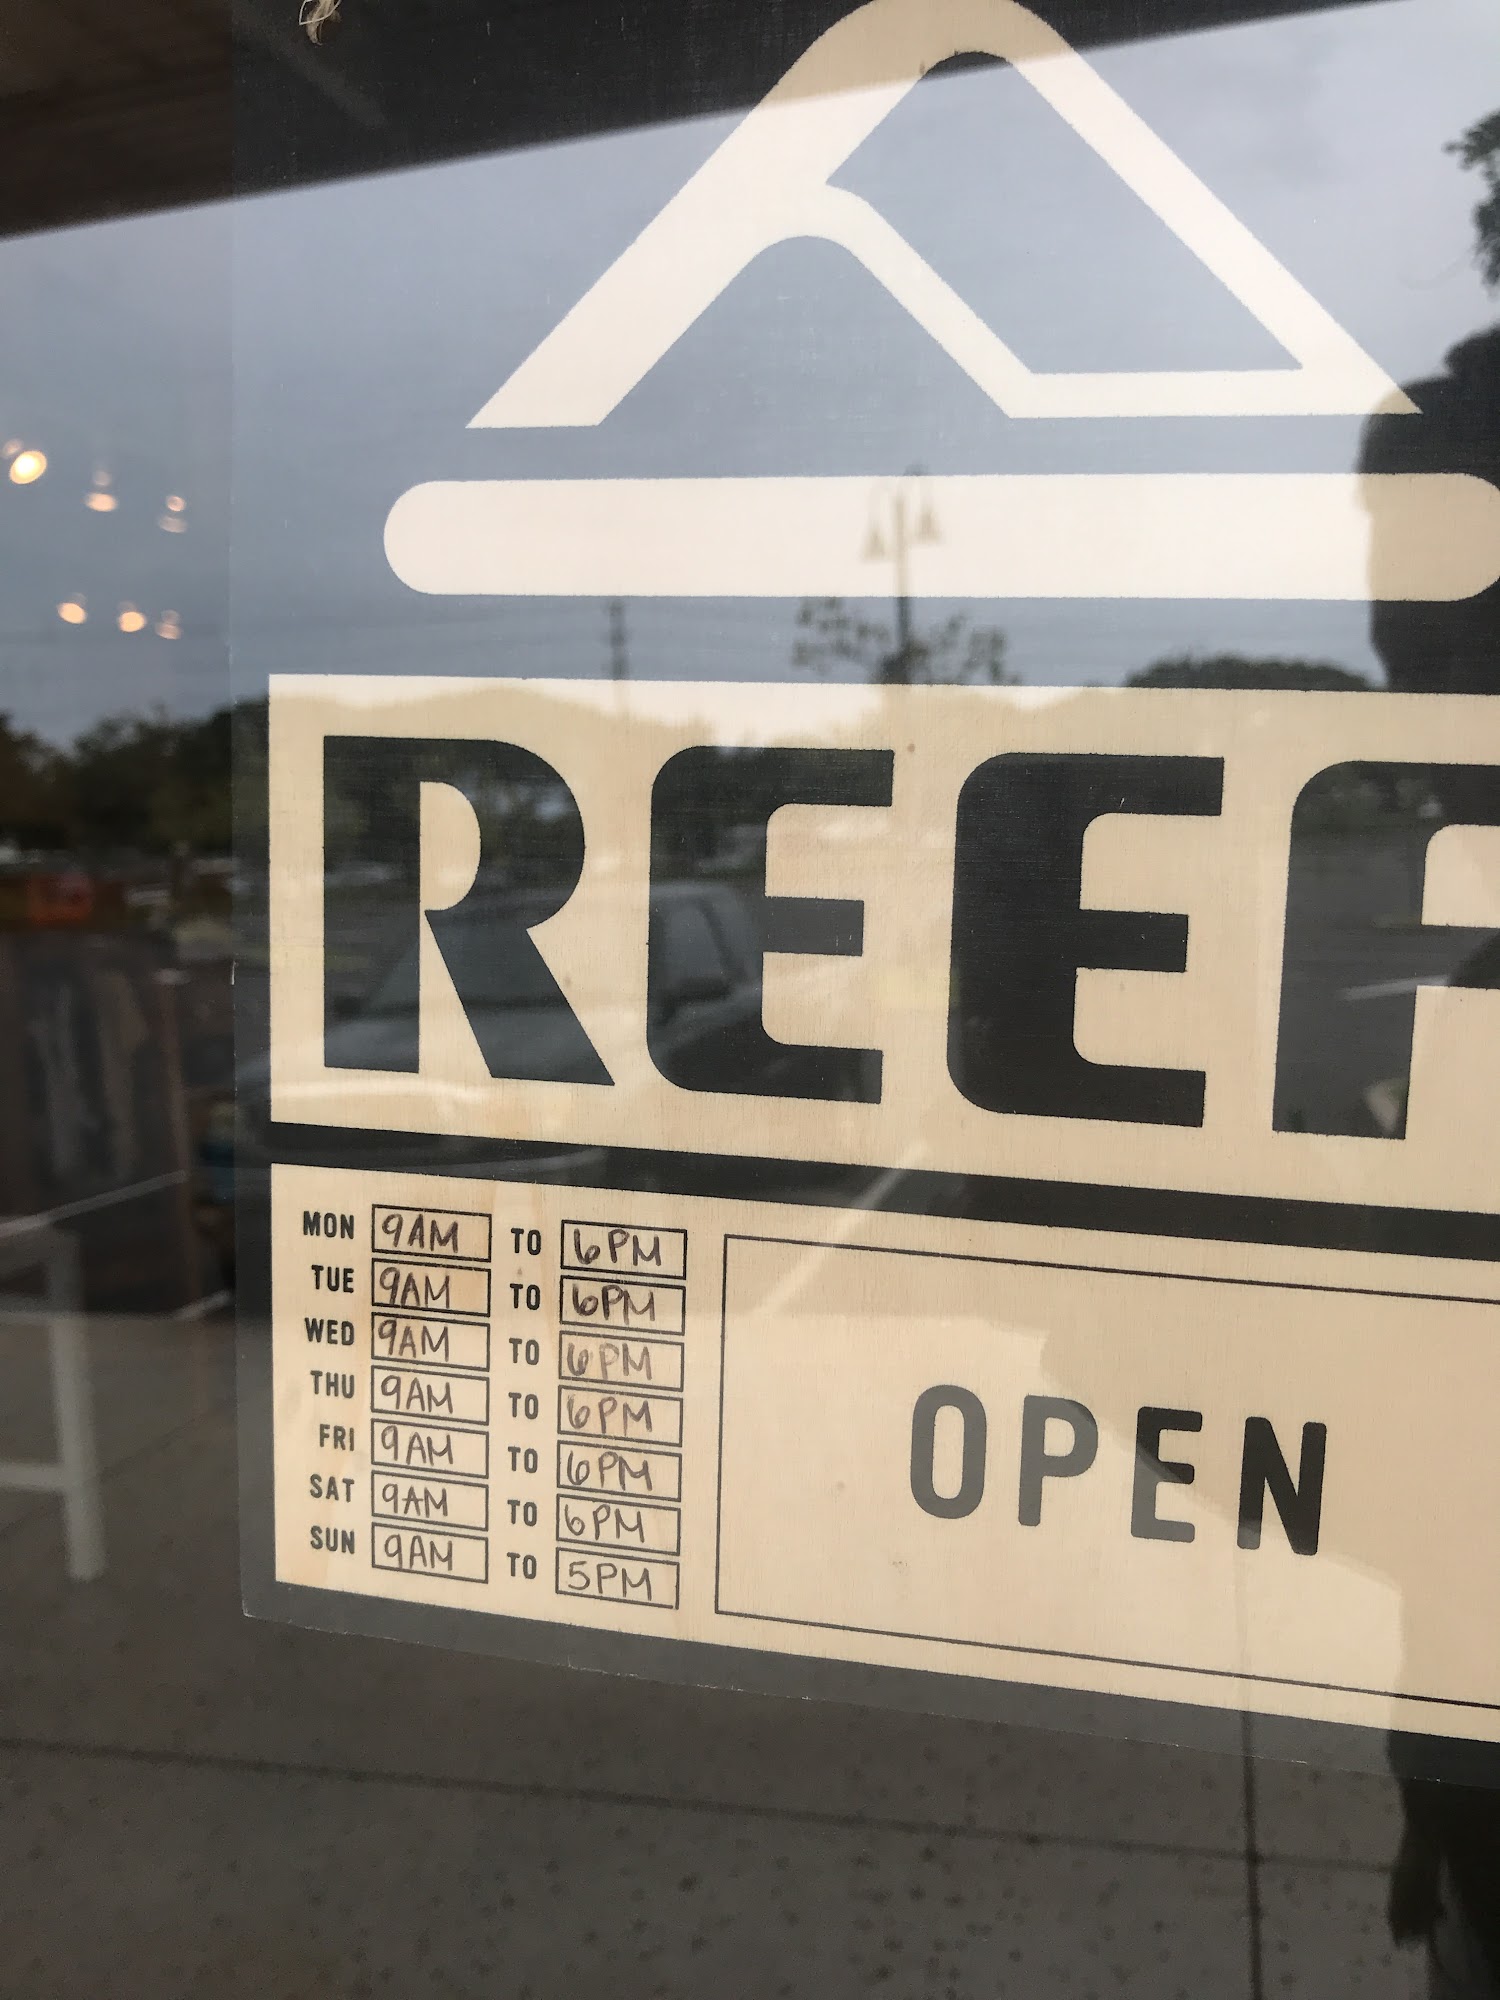 REEF
MON 9AM TO 6PM
TUE 9AM TO 6PM
WED 9AM TO 6PM
THU 9AM TO 6PM
FRI 9AM TO 6PM
SAT 9AM TO 6PM
SUN 9AM TO 5PM
OPEN